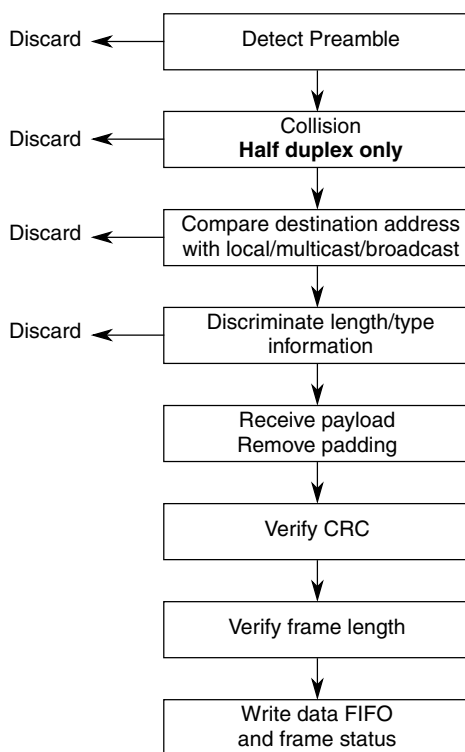 Discard
Detect Preamble
Discard
Collision
Half duplex only
Discard
Compare destination address
with local/multicast/broadcast
Discard
Discriminate length/type
information
Receive payload
Remove padding
Verify CRC
Verify frame length
Write data FIFO
and frame status